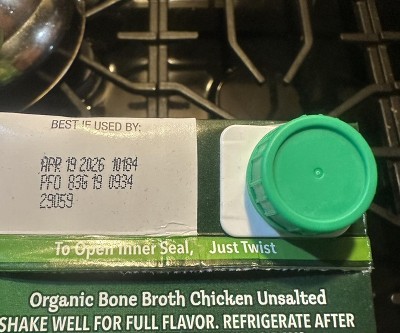 BEST IF USED BY:
APR 19 2026 10184
PFO 836 19 0934
29059
To Open Inner Seal, Just Twist
Organic Bone Broth Chicken Unsalted
SHAKE WELL FOR FULL FLAVOR. REFRIGERATE AFTER